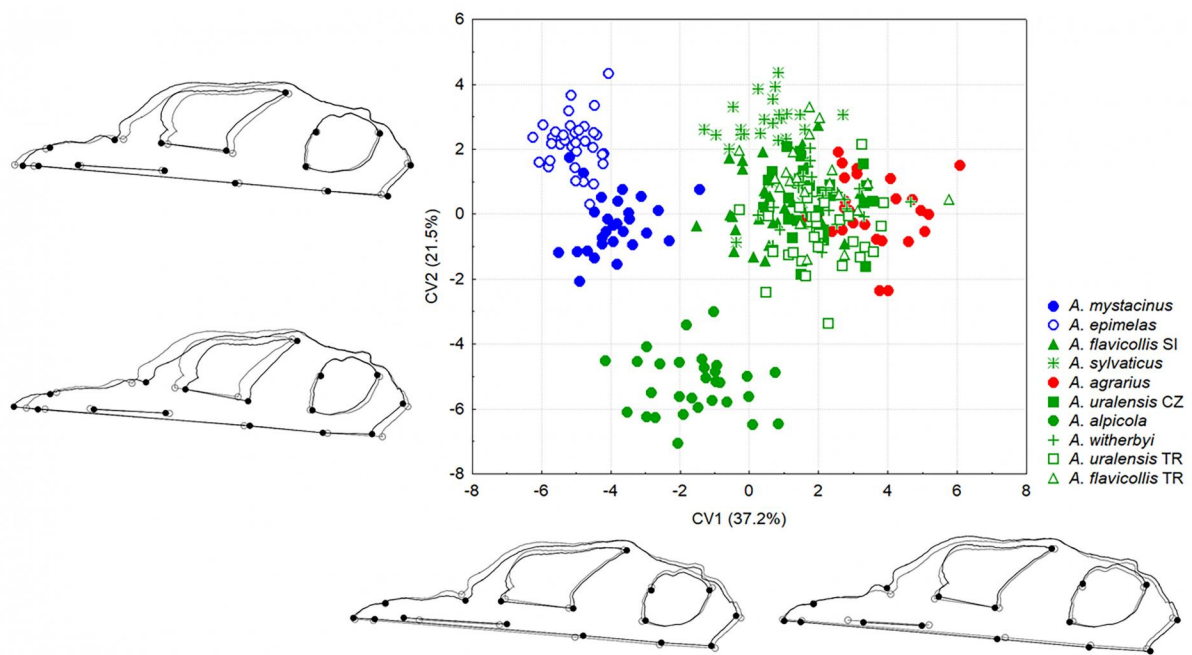 6
4
2
0
-2
-4
-6
-8
CV2 (21.5%)
-8 -6 -4 -2 0 2 4 6 8
CV1 (37.2%)
A. mystacinus
A. epimelas
A. flavicollis SI
A. sylvaticus
A. agrarius
A. uralensis CZ
A. alpicola
A. witherbyi
A. uralensis TR
A. flavicollis TR